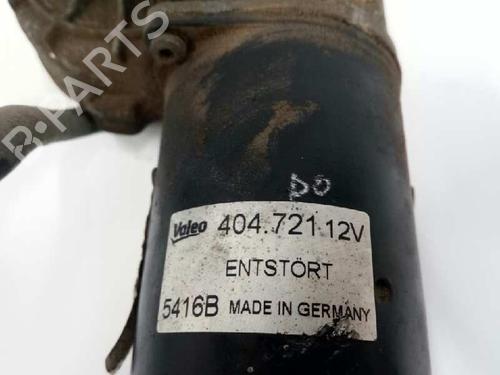 B-PARTS
DO
Valeo 404.721 12V
ENTSTÖRT
5416B MADE IN GERMANY